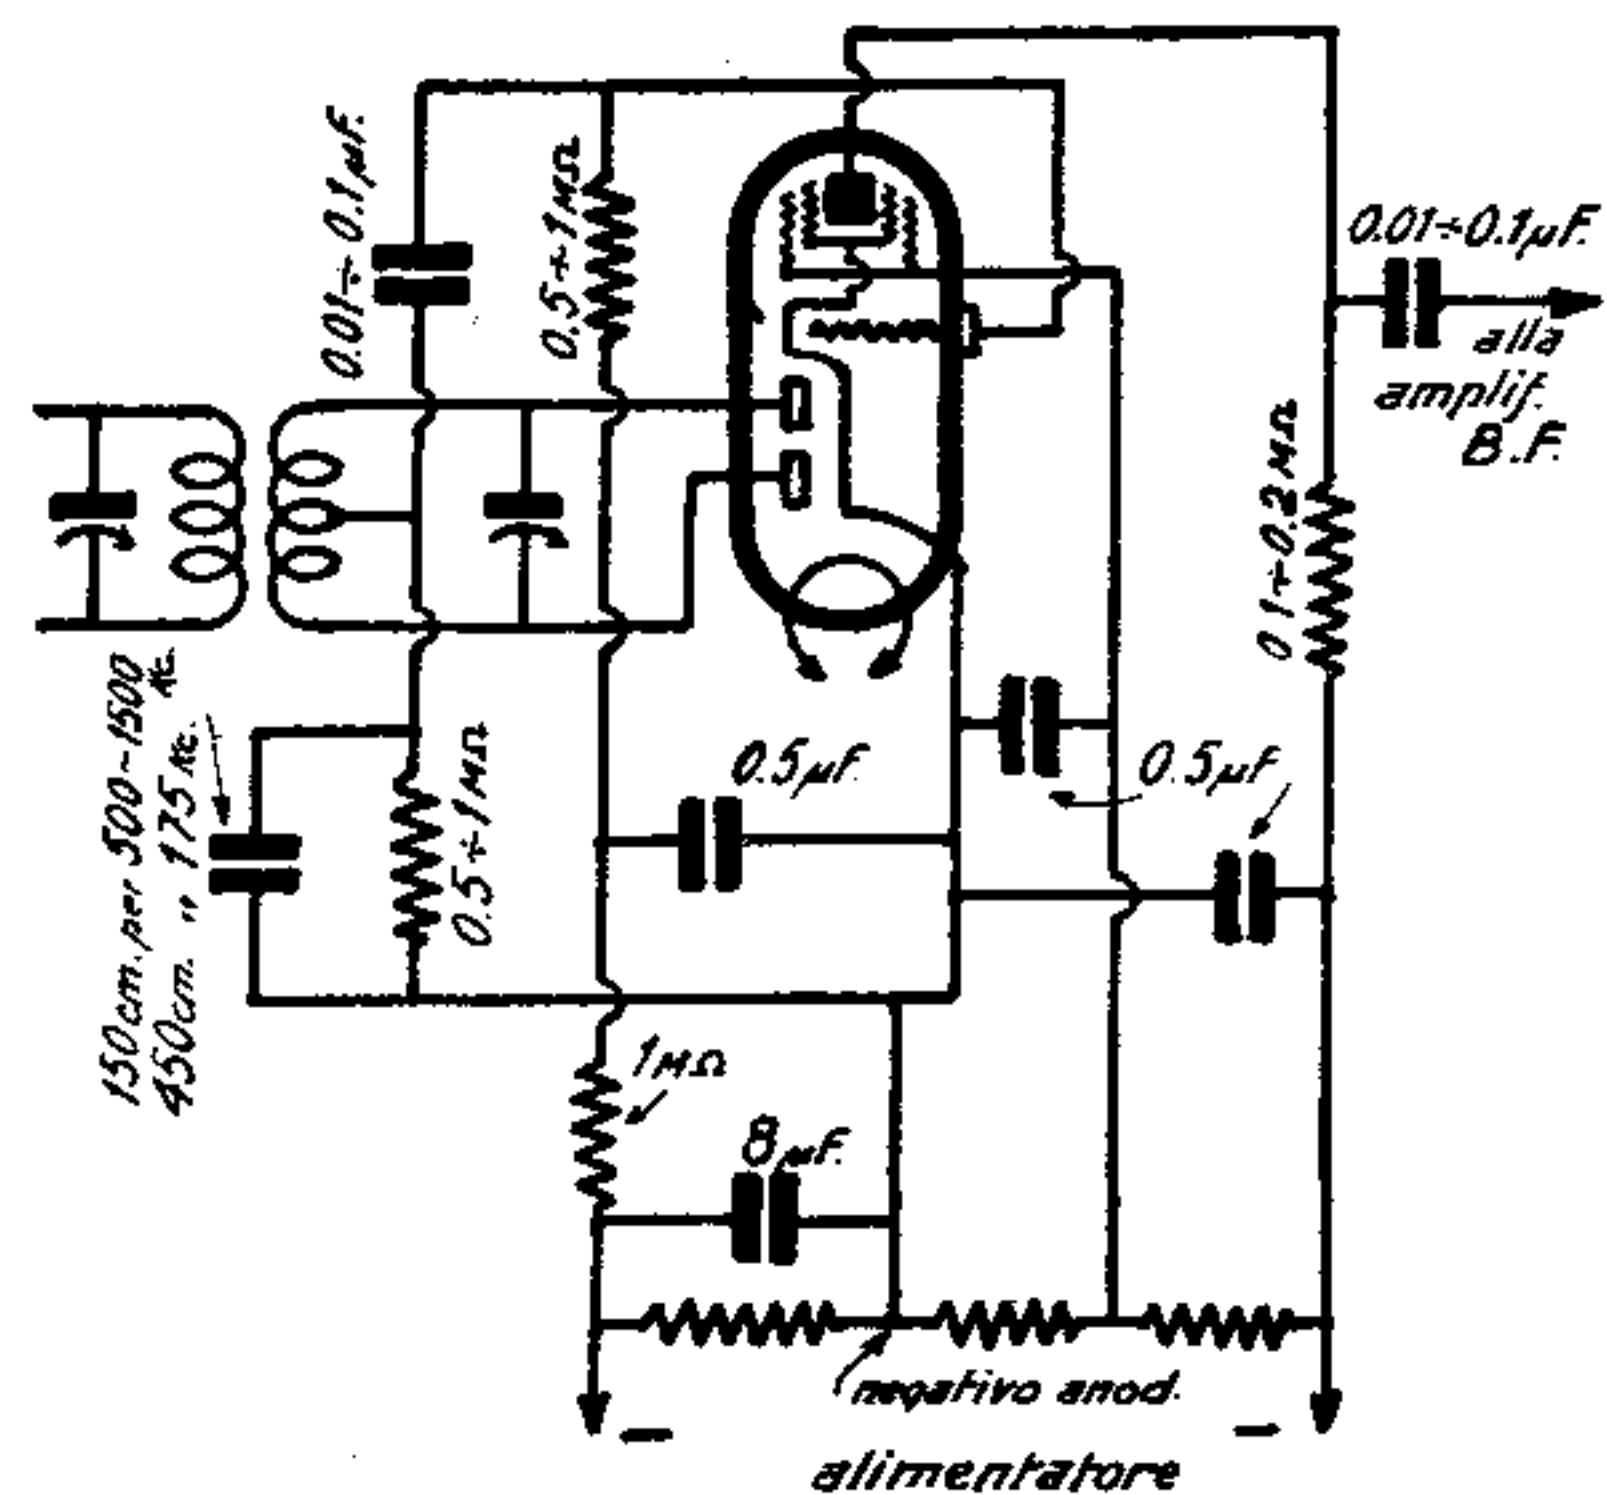 0.01÷0.1μF.
0.5÷1MΩ
0.01÷0.1μF.
alla
amplif.
B.F.
0.1÷0.2MΩ
150cm. per 500-1500 Kc.
450cm. " 175 Kc.
0.5÷1MΩ
0.5μF.
0.5μF
1MΩ
8μF.
negativo anod.
−
−
alimentatore